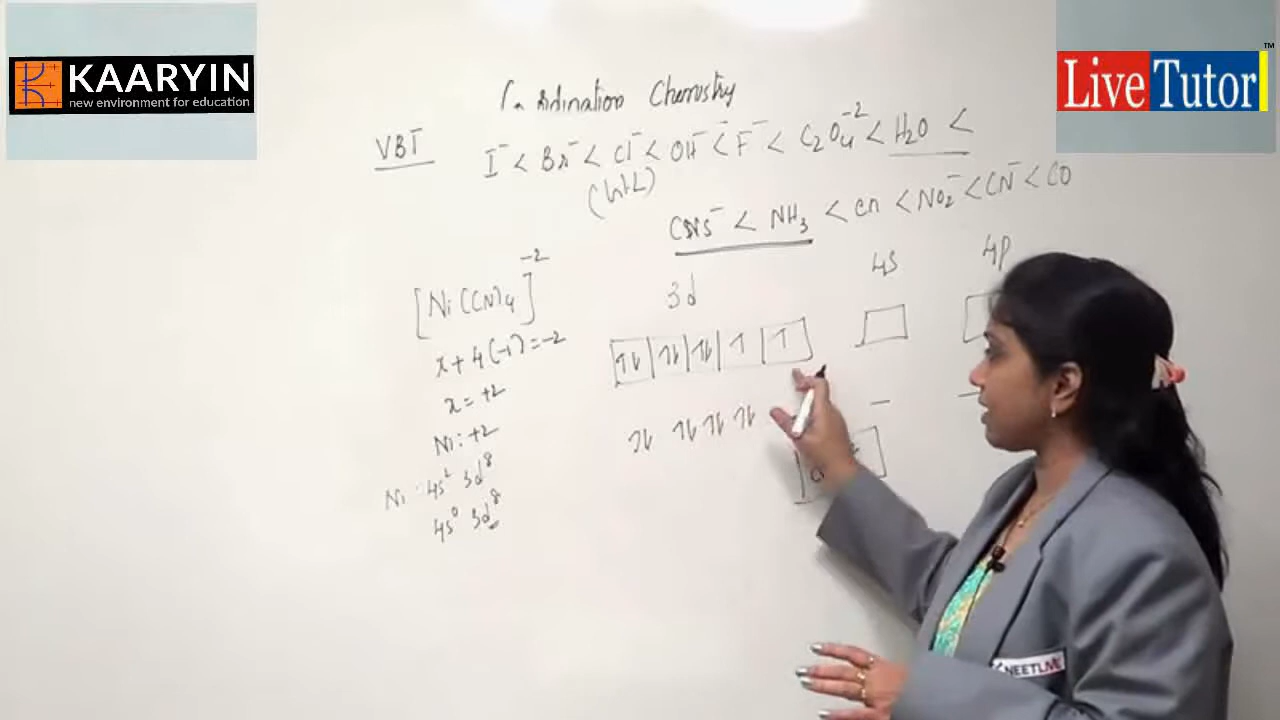 KAARYIN
new environment for education
Live Tutor
TM
Coordination Chemistry
VBT
I⁻ < Br⁻ < Cl⁻ < OH⁻ < F⁻ < C₂O₄⁻² < H₂O <
< NH₃ < en < NO₂⁻ < CN⁻ < CO
[Ni(CN)₄]⁻²
3d
4s
4p
x + 4(-1) = -2
x = +2
Ni : +2
Ni : 4s² 3d⁸
4s⁰ 3d⁸
NEETLIVE